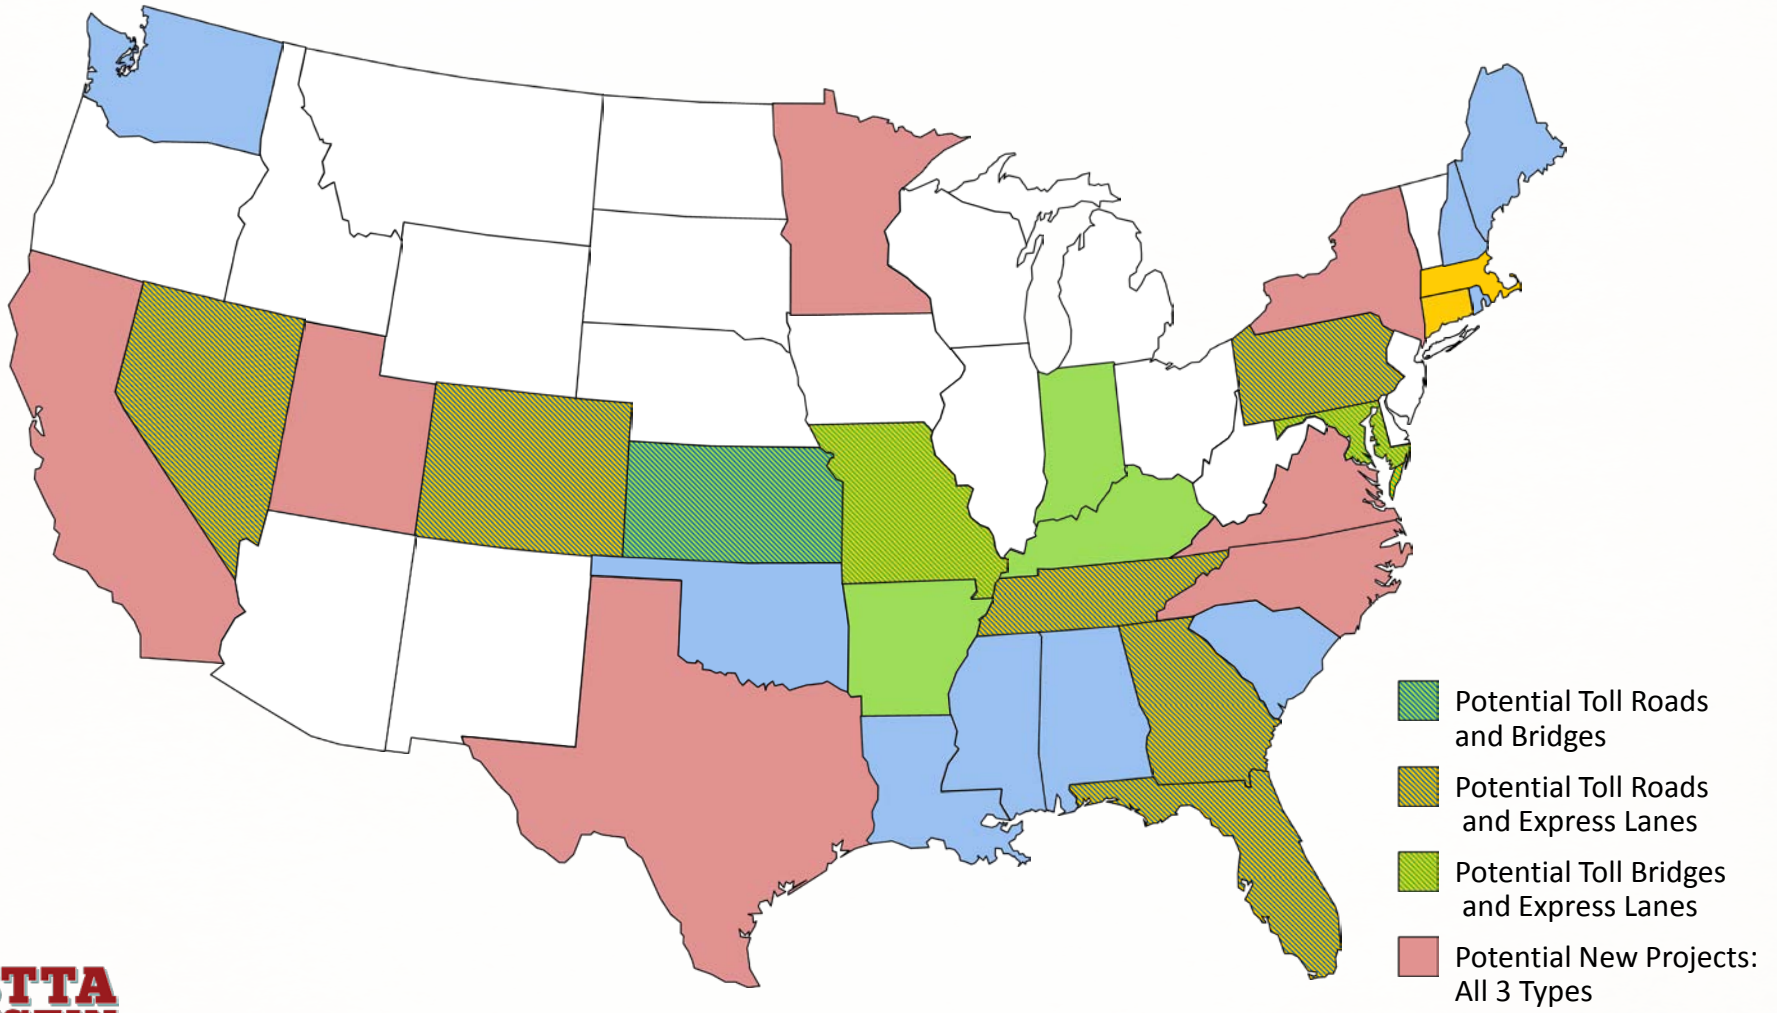 Potential Toll Roads
and Bridges
Potential Toll Roads
and Express Lanes
Potential Toll Bridges
and Express Lanes
Potential New Projects:
All 3 Types